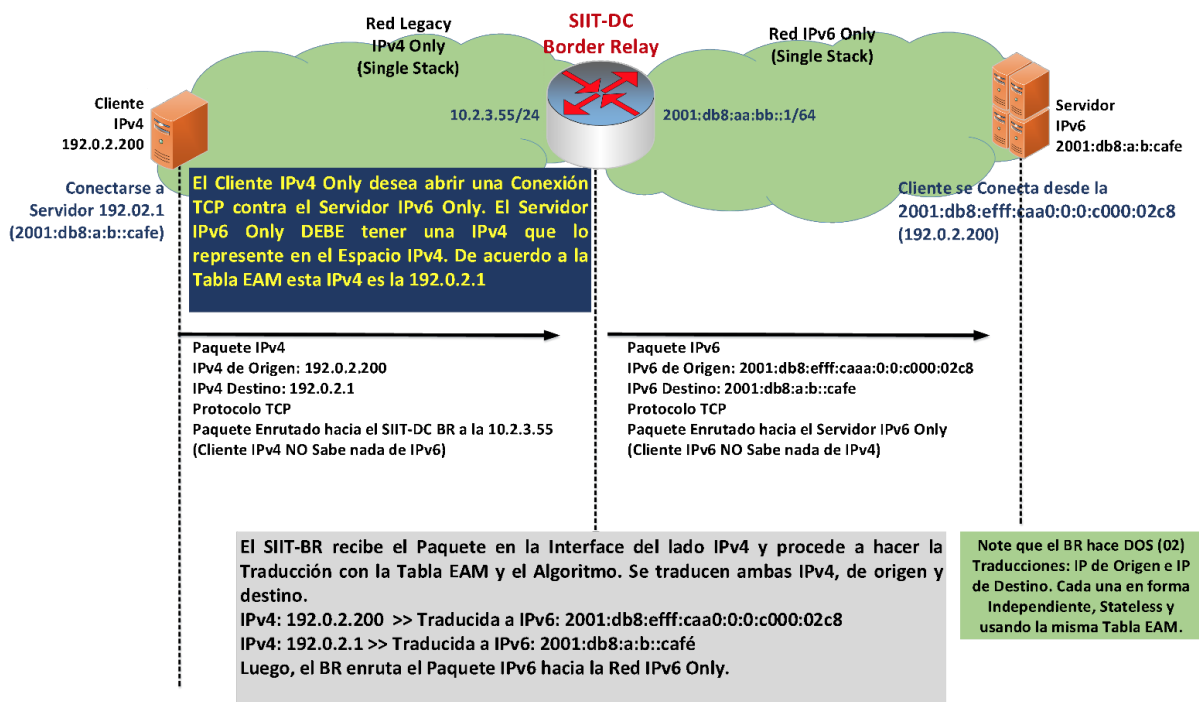 Red Legacy
IPv4 Only
(Single Stack)
SIIT-DC
Border Relay
Red IPv6 Only
(Single Stack)
Cliente
IPv4
192.0.2.200
10.2.3.55/24
2001:db8:aa:bb::1/64
Servidor
IPv6
2001:db8:a:b:cafe
Conectarse a
Servidor 192.02.1
(2001:db8:a:b::cafe)
El Cliente IPv4 Only desea abrir una Conexión
TCP contra el Servidor IPv6 Only. El Servidor
IPv6 Only DEBE tener una IPv4 que lo
represente en el Espacio IPv4. De acuerdo a la
Tabla EAM esta IPv4 es la 192.0.2.1
Cliente se Conecta desde la
2001:db8:efff:caa0:0:0:c000:02c8
(192.0.2.200)
Paquete IPv4
IPv4 de Origen: 192.0.2,200
IPv4 Destino: 192.0.2.1
Protocolo TCP
Paquete Enrutado hacia el SIIT-DC BR a la 10.2.3.55
(Cliente IPv4 NO Sabe nada de IPv6)
Paquete IPv6
IPv6 de Origen: 2001:db8:efff:caaa:0:0:c000:02c8
IPv6 Destino: 2001:db8:a:b::cafe
Protocolo TCP
Paquete Enrutado hacia el Servidor IPv6 Only
(Cliente IPv6 NO Sabe nada de IPv4)
El SIIT-BR recibe el Paquete en la Interface del lado IPv4 y procede a hacer la
Traducción con la Tabla EAM y el Algoritmo. Se traducen ambas IPv4, de origen y
destino.
IPv4: 192.0.2.200 >> Traducida a IPv6: 2001:db8:efff:caa0:0:0:c000:02c8
IPv4: 192.0.2.1 >> Traducida a IPv6: 2001:db8:a:b::café
Luego, el BR enruta el Paquete IPv6 hacia la Red IPv6 Only.
Note que el BR hace DOS (02)
Traducciones: IP de Origen e IP
de Destino. Cada una en forma
Independiente, Stateless y
usando la misma Tabla EAM.